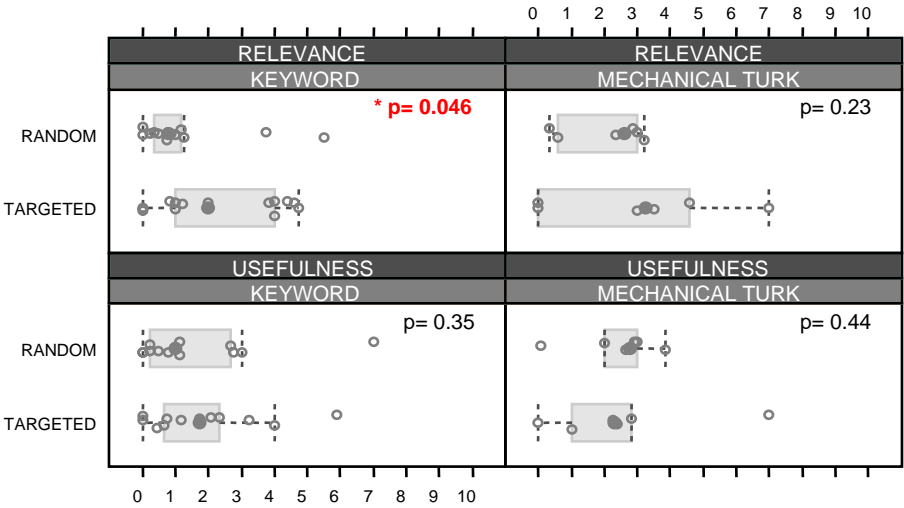 0 1 2 3 4 5 6 7 8 9 10
RELEVANCE RELEVANCE
KEYWORD MECHANICAL TURK
* p= 0.046 p= 0.23
RANDOM
TARGETED
USEFULNESS USEFULNESS
KEYWORD MECHANICAL TURK
p= 0.35 p= 0.44
RANDOM
TARGETED
0 1 2 3 4 5 6 7 8 9 10